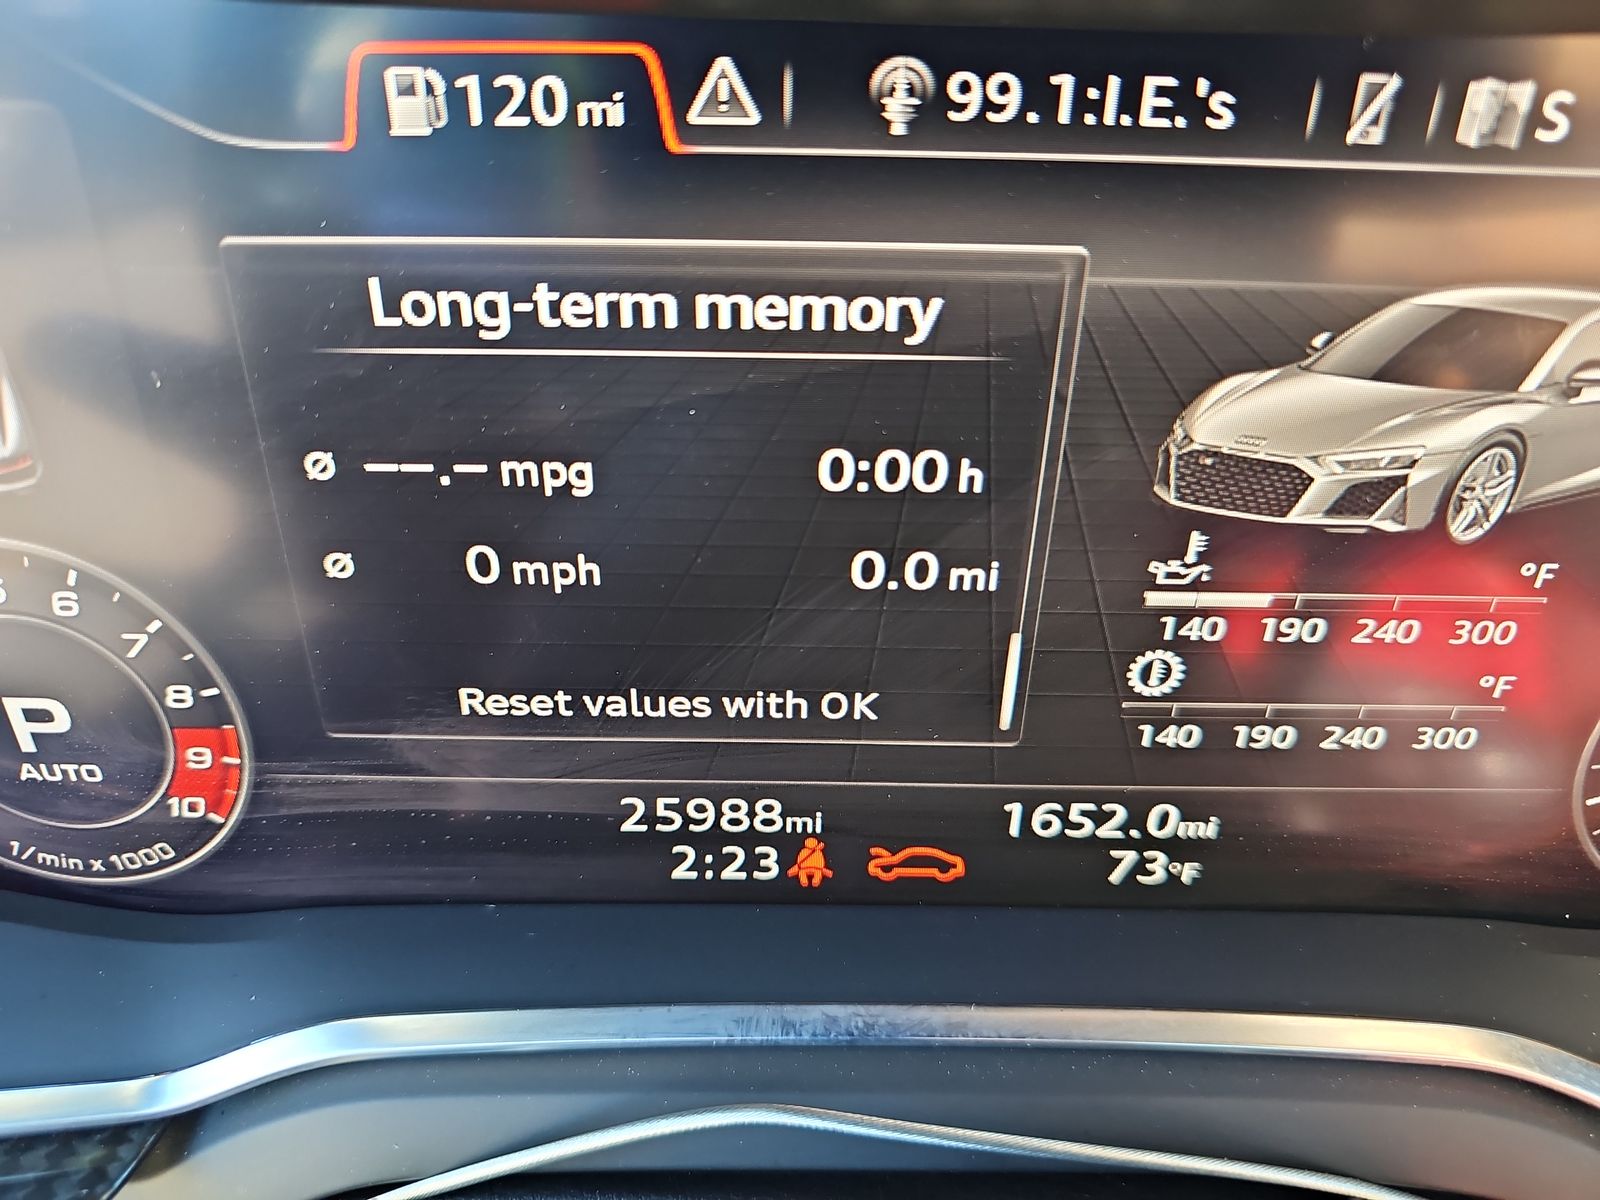 120 mi
99.1:I.E.'s
S
Long-term memory
Ø --.- mpg 0:00 h
Ø 0 mph 0.0 mi
Reset values with OK
°F
140 190 240 300
°F
140 190 240 300
6
7
8
9
10
P
AUTO
1/min x 1000
25988mi 1652.0mi
2:23 73°F